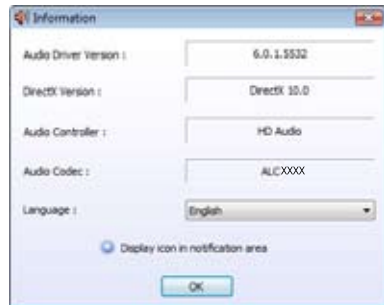 Information
Audio Driver Version : 6.0.1.5532
DirectX Version : DirectX 10.0
Audio Controller : HD Audio
Audio Codec : ALCXXXX
Language : English
Display icon in notification area
OK